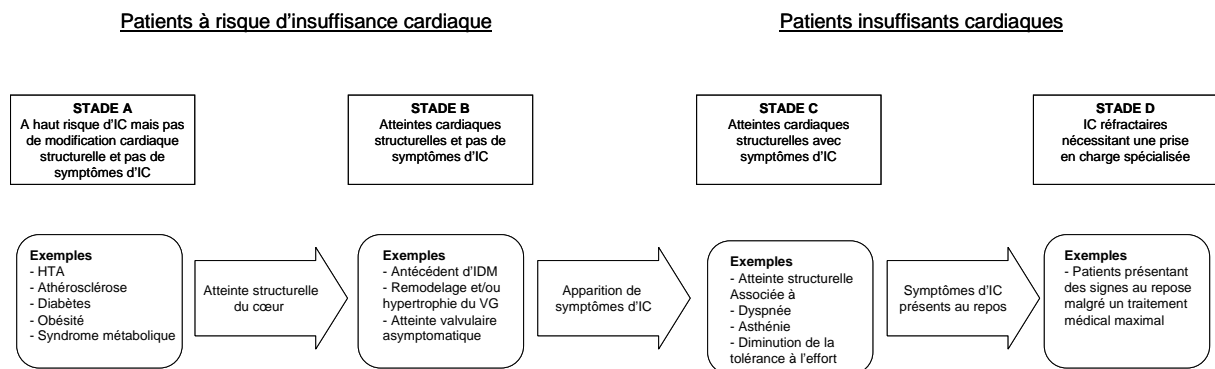 Patients à risque d'insuffisance cardiaque
Patients insuffisants cardiaques
STADE A
A haut risque d'IC mais pas
de modification cardiaque
structurelle et pas de
symptômes d'IC
STADE B
Atteintes cardiaques
structurelles et pas de
symptômes d'IC
STADE C
Atteintes cardiaques
structurelles avec
symptômes d'IC
STADE D
IC réfractaires
nécessitant une prise
en charge spécialisée
Exemples
- HTA
- Athérosclérose
- Diabètes
- Obésité
- Syndrome métabolique
Atteinte structurelle
du cœur
Exemples
- Antécédent d'IDM
- Remodelage et/ou
hypertrophie du VG
- Atteinte valvulaire
asymptomatique
Apparition de
symptômes d'IC
Exemples
- Atteinte structurelle
Associée à
- Dyspnée
- Asthénie
- Diminution de la
tolérance à l'effort
Symptômes d'IC
présents au repos
Exemples
- Patients présentant
des signes au repose
malgré un traitement
médical maximal